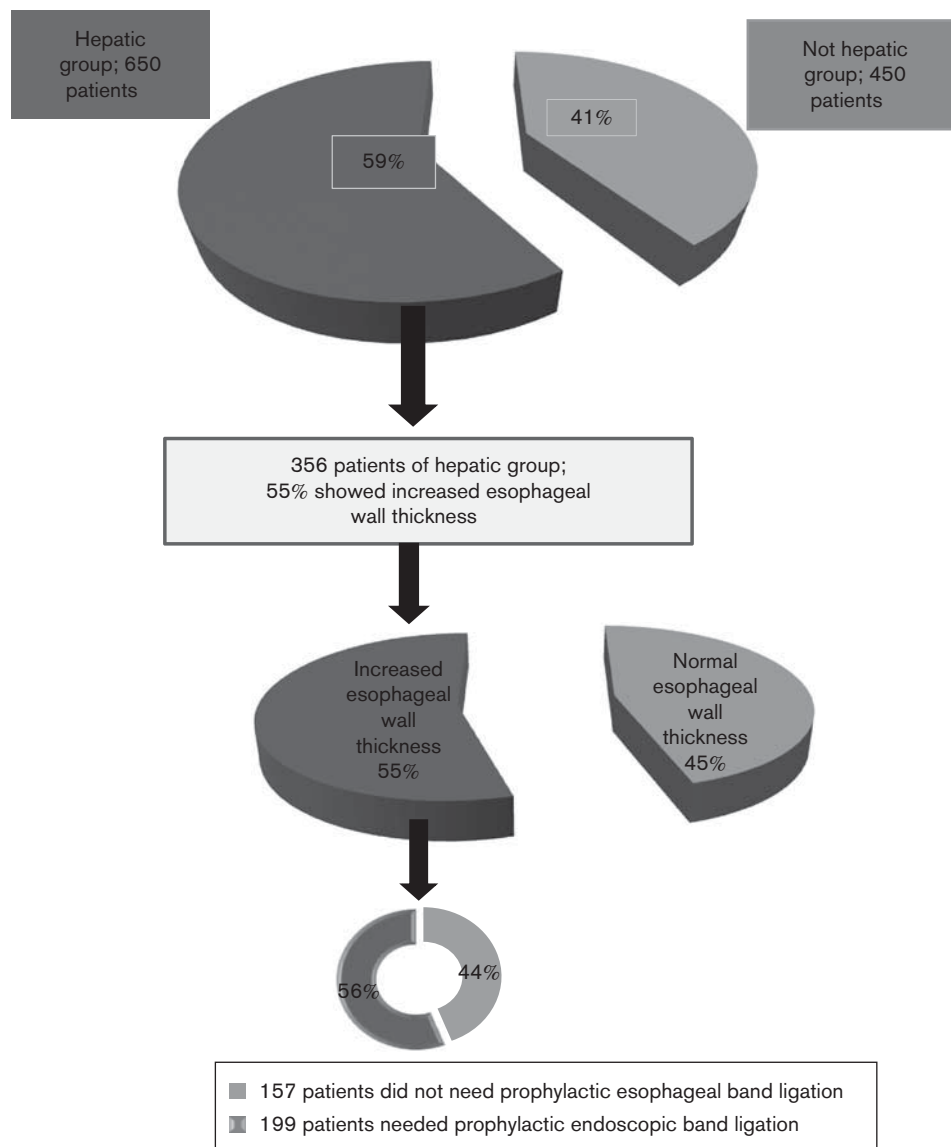 Hepatic
group; 650
patients
Not hepatic
group; 450
patients
41%
59%
356 patients of hepatic group;
55% showed increased esophageal
wall thickness
Increased
esophageal
wall
thickness
55%
Normal
esophageal
wall
thickness
45%
44%
56%
157 patients did not need prophylactic esophageal band ligation
199 patients needed prophylactic endoscopic band ligation